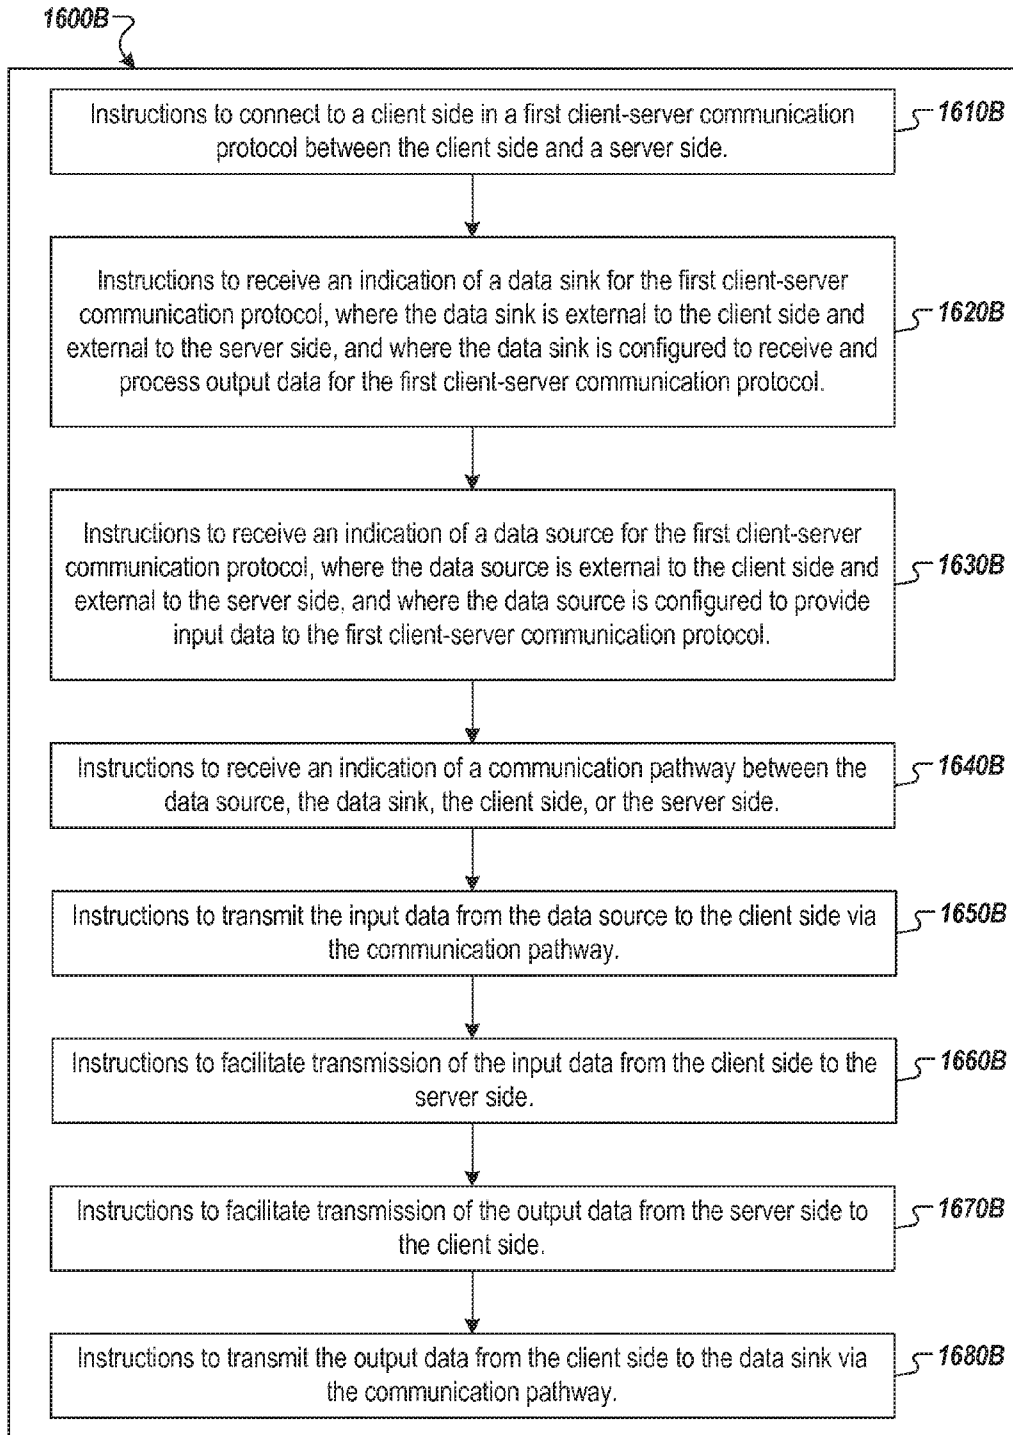 1600B
Instructions to connect to a client side in a first client-server communication
protocol between the client side and a server side.
1610B
Instructions to receive an indication of a data sink for the first client-server
communication protocol, where the data sink is external to the client side and
external to the server side, and where the data sink is configured to receive and
process output data for the first client-server communication protocol.
1620B
Instructions to receive an indication of a data source for the first client-server
communication protocol, where the data source is external to the client side and
external to the server side, and where the data source is configured to provide
input data to the first client-server communication protocol.
1630B
Instructions to receive an indication of a communication pathway between the
data source, the data sink, the client side, or the server side.
1640B
Instructions to transmit the input data from the data source to the client side via
the communication pathway.
1650B
Instructions to facilitate transmission of the input data from the client side to the
server side.
1660B
Instructions to facilitate transmission of the output data from the server side to
the client side.
1670B
Instructions to transmit the output data from the client side to the data sink via
the communication pathway.
1680B